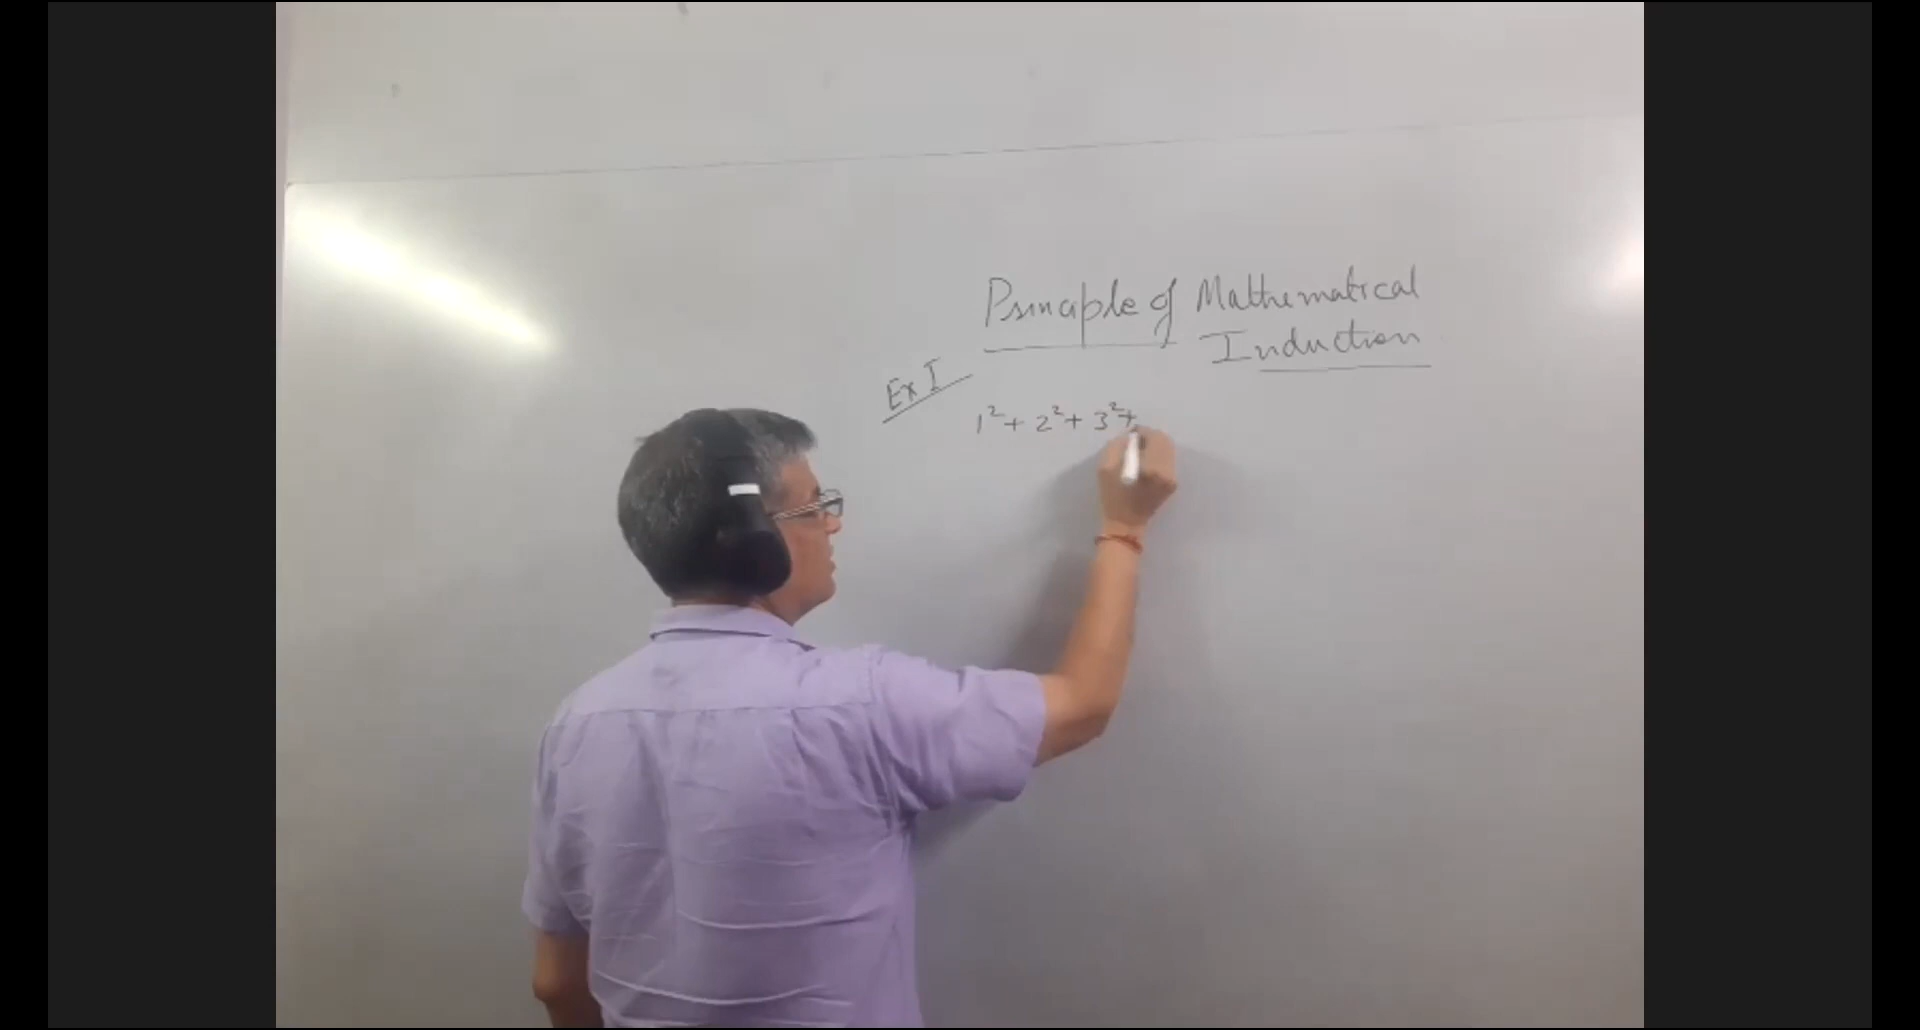 Principle of Mathematical
Induction
Ex I
1² + 2² + 3² +